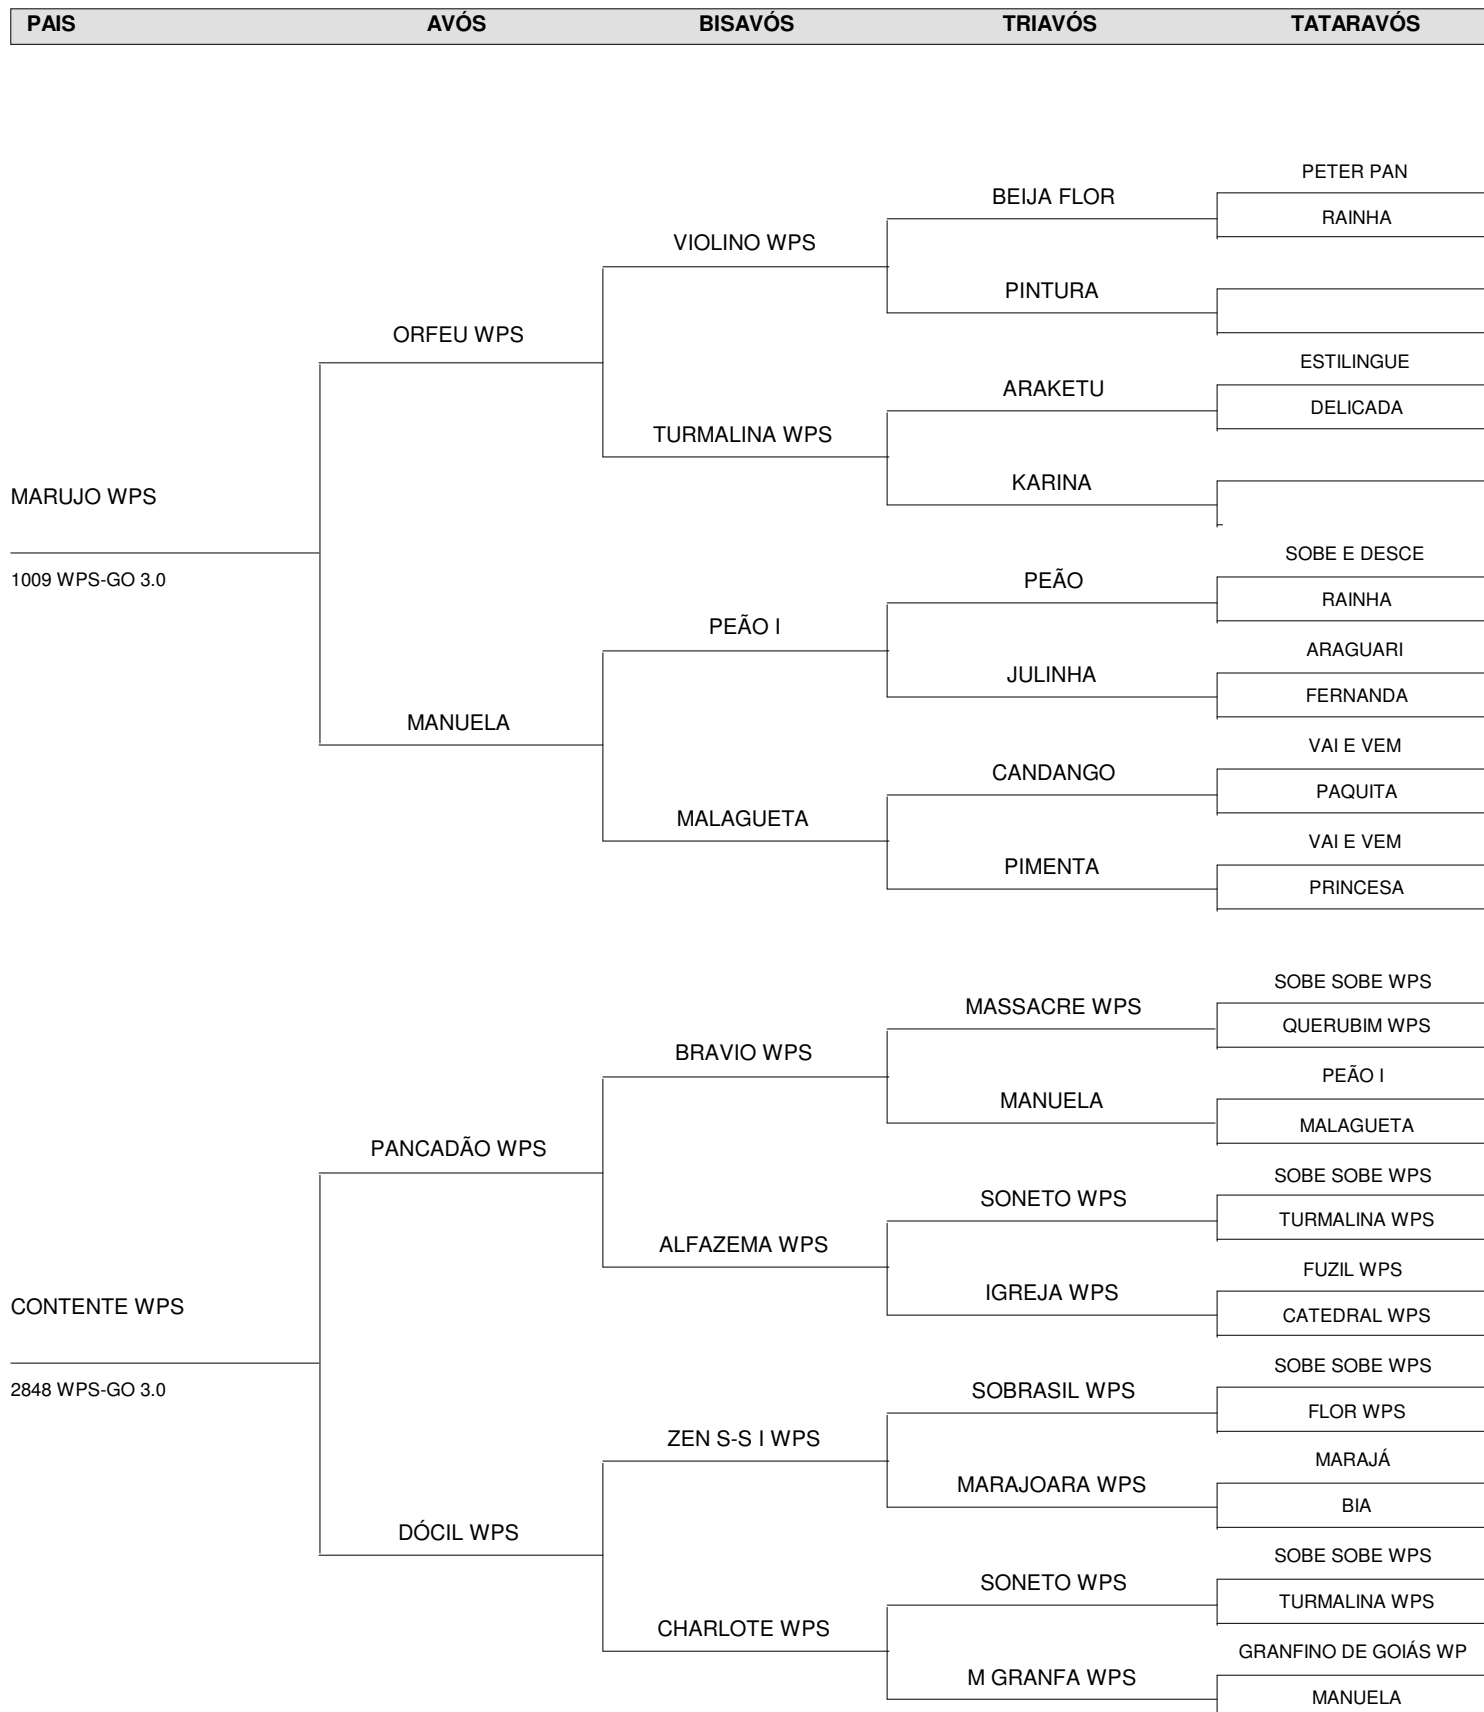 PAIS AVÓS BISAVÓS TRIAVÓS TATARAVÓS
PETER PAN
BEIJA FLOR
RAINHA
VIOLINO WPS
PINTURA
ORFEU WPS
ESTILINGUE
ARAKETU
DELICADA
TURMALINA WPS
KARINA
MARUJO WPS
SOBE E DESCE
1009 WPS-GO 3.0
PEÃO
RAINHA
PEÃO I
ARAGUARI
JULINHA
FERNANDA
MANUELA
VAI E VEM
CANDANGO
PAQUITA
MALAGUETA
VAI E VEM
PIMENTA
PRINCESA
SOBE SOBE WPS
MASSACRE WPS
QUERUBIM WPS
BRAVIO WPS
PEÃO I
MANUELA
MALAGUETA
PANCADÃO WPS
SOBE SOBE WPS
SONETO WPS
TURMALINA WPS
ALFAZEMA WPS
FUZIL WPS
IGREJA WPS
CONTENTE WPS
CATEDRAL WPS
SOBE SOBE WPS
2848 WPS-GO 3.0
SOBRASIL WPS
FLOR WPS
ZEN S-S I WPS
MARAJÁ
MARAJOARA WPS
BIA
DÓCIL WPS
SOBE SOBE WPS
SONETO WPS
TURMALINA WPS
CHARLOTE WPS
GRANFINO DE GOIÁS WP
M GRANFA WPS
MANUELA